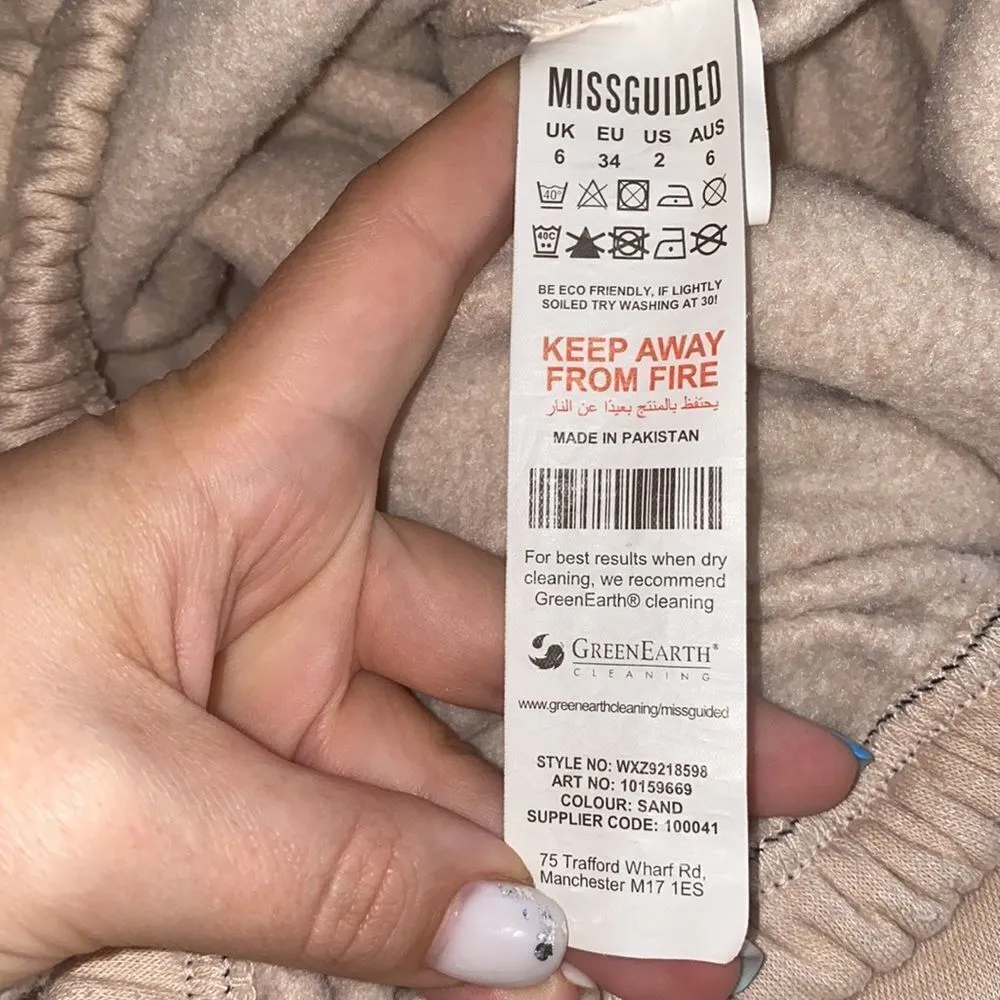 MISSGUIDED
UK EU US AUS
6 34 2 6
40°
40C
BE ECO FRIENDLY, IF LIGHTLY
SOILED TRY WASHING AT 30!
KEEP AWAY
FROM FIRE
يحتفظ بالمنتج بعيدًا عن النار
MADE IN PAKISTAN
For best results when dry
cleaning, we recommend
GreenEarth® cleaning
GREENEARTH®
CLEANING
www.greenearthcleaning/missguided
STYLE NO: WXZ9218598
ART NO: 10159669
COLOUR: SAND
SUPPLIER CODE: 100041
75 Trafford Wharf Rd,
Manchester M17 1ES